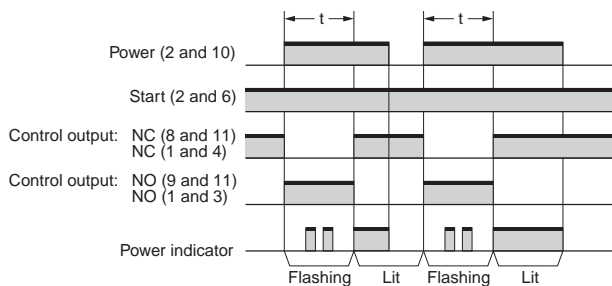 t t
Power (2 and 10)
Start (2 and 6)
Control output: NC (8 and 11)
NC (1 and 4)
Control output: NO (9 and 11)
NO (1 and 3)
Power indicator
Flashing Lit Flashing Lit